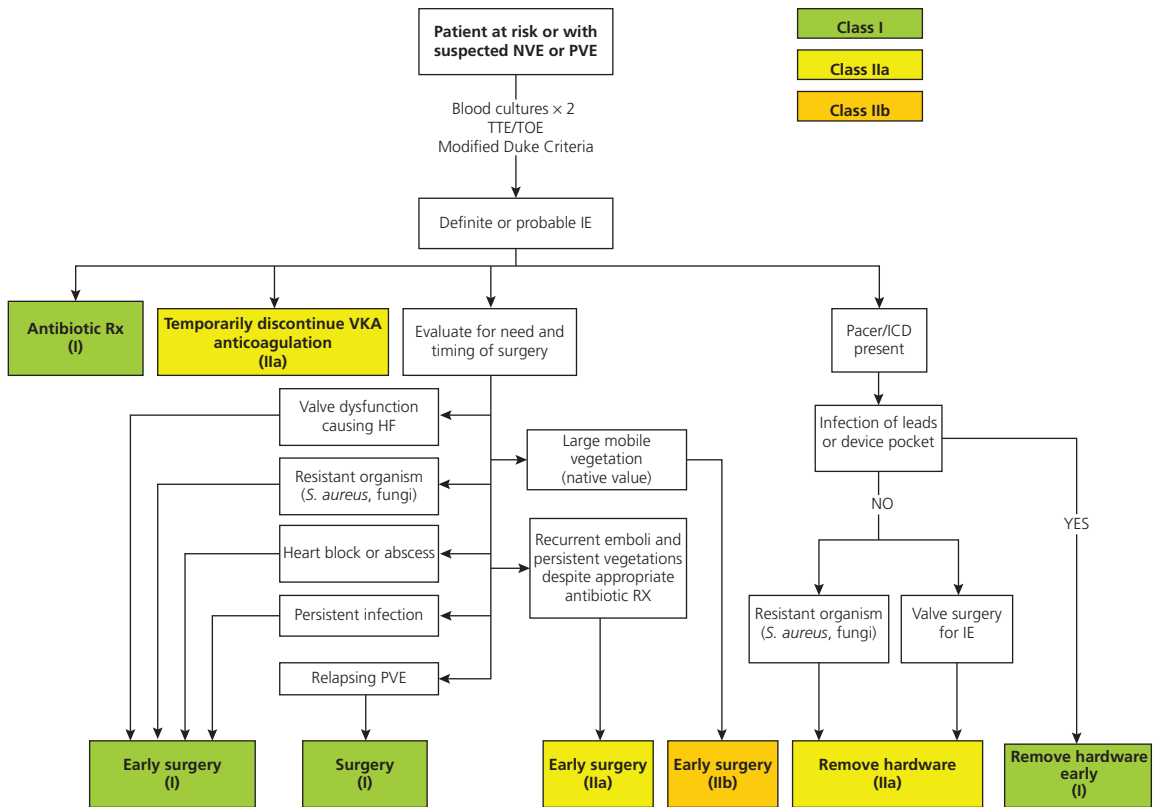 Patient at risk or with
suspected NVE or PVE
Class I
Class IIa
Class IIb
Blood cultures × 2
TTE/TOE
Modified Duke Criteria
Definite or probable IE
Antibiotic Rx
(I)
Temporarily discontinue VKA
anticoagulation
(IIa)
Evaluate for need and
timing of surgery
Pacer/ICD
present
Valve dysfunction
causing HF
Resistant organism
(S. aureus, fungi)
Heart block or abscess
Persistent infection
Relapsing PVE
Large mobile
vegetation
(native value)
Recurrent emboli and
persistent vegetations
despite appropriate
antibiotic RX
Infection of leads
or device pocket
NO
YES
Resistant organism
(S. aureus, fungi)
Valve surgery
for IE
Early surgery
(I)
Surgery
(I)
Early surgery
(IIa)
Early surgery
(IIb)
Remove hardware
(IIa)
Remove hardware
early
(I)